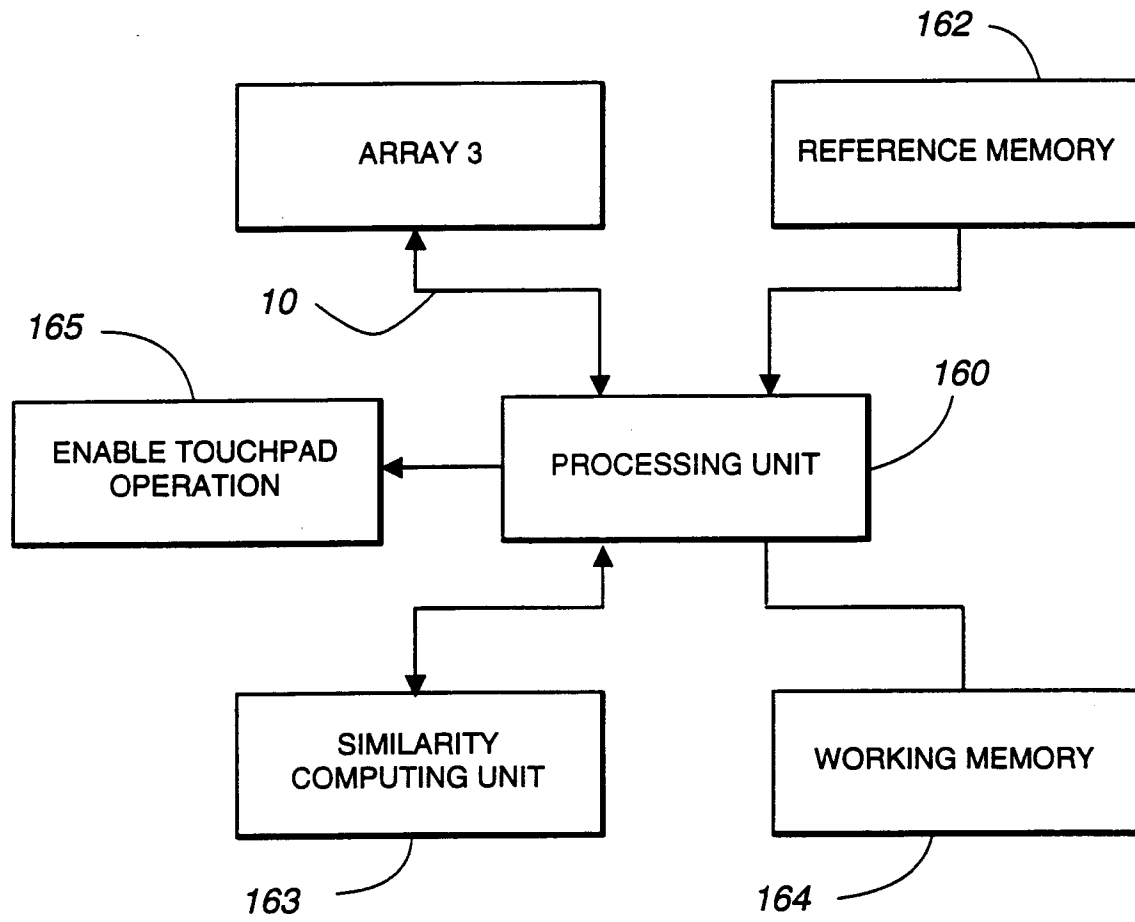 162
ARRAY 3
REFERENCE MEMORY
10
165
160
ENABLE TOUCHPAD
OPERATION
PROCESSING UNIT
SIMILARITY
COMPUTING UNIT
WORKING MEMORY
163
164